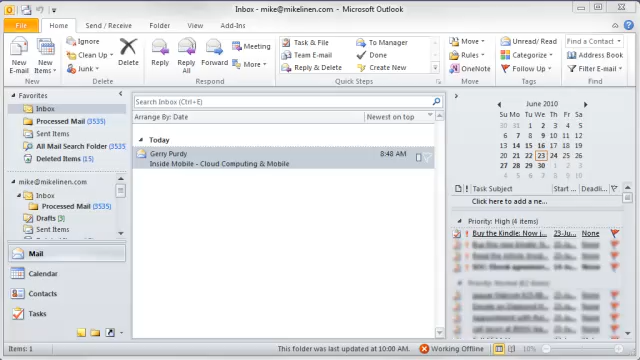 Inbox - mike@mikelinen.com - Microsoft Outlook
File Home Send / Receive Folder View Add-Ins
New E-mail
New Items
New
Ignore
Clean Up
Junk
Delete
Delete
Reply
Reply All
Forward
Meeting
Respond
Task & File
Team E-mail
Reply & Delete
To Manager
Done
Create New
Quick Steps
Move
Rules
OneNote
Move
Unread/ Read
Categorize
Follow Up
Tags
Find a Contact
Address Book
Filter E-mail
Find
Favorites
Inbox
Processed Mail (3535)
Sent Items
All Mail Search Folder
Deleted Items (15)
mike@mikelinen.com
Inbox
Processed Mail (3535)
Drafts [3]
Sent Items
Mail
Calendar
Contacts
Tasks
Search Inbox (Ctrl+E)
Arrange By: Date Newest on top
Today
Gerry Purdy 8:48 AM
Inside Mobile - Cloud Computing & Mobile
June 2010
Su Mo Tu We Th Fr Sa
1 2 3 4 5
6 7 8 9 10 11 12
13 14 15 16 17 18 19
20 21 22 23 24 25 26
27 28 29 30 1 2 3
4 5 6 7 8 9 10
Task Subject Start ... Deadli...
Click here to add a ne...
Priority: High (4 items)
Buy the Kindle: Now j... 23-Ju... None
Items: 1 This folder was last updated at 10:00 AM. Working Offline 10%